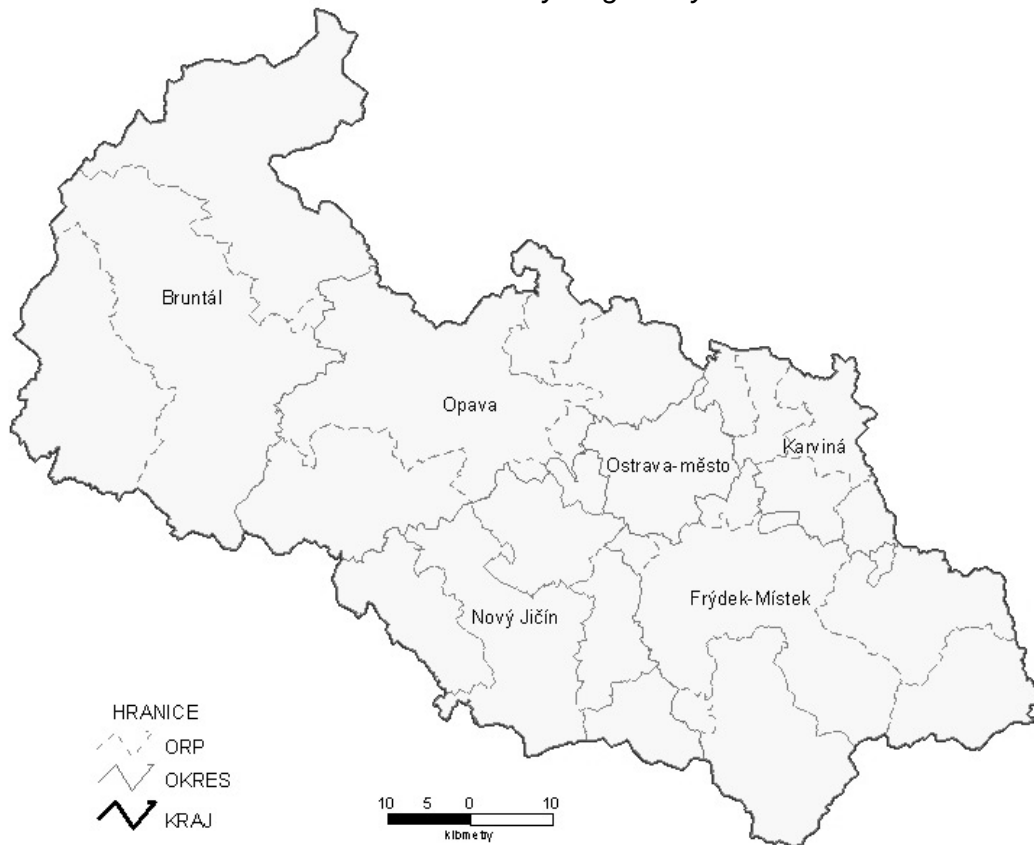 Bruntál
Opava
Ostrava-město
Karviná
Nový Jičín
Frýdek-Místek
HRANICE
ORP
OKRES
KRAJ
10 5 0 10
kilometry